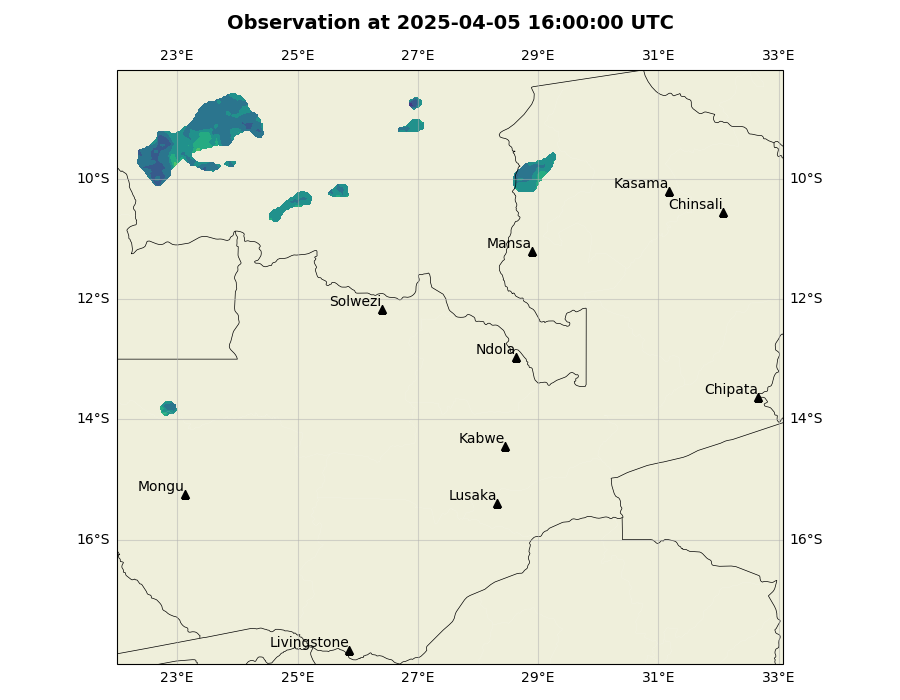 Observation at 2025-04-05 16:00:00 UTC
23°E 25°E 27°E 29°E 31°E 33°E
10°S 10°S
Kasama
Chinsali
Mansa
12°S 12°S
Solwezi
Ndola
Chipata
14°S 14°S
Kabwe
Mongu
Lusaka
16°S 16°S
Livingstone
23°E 25°E 27°E 29°E 31°E 33°E